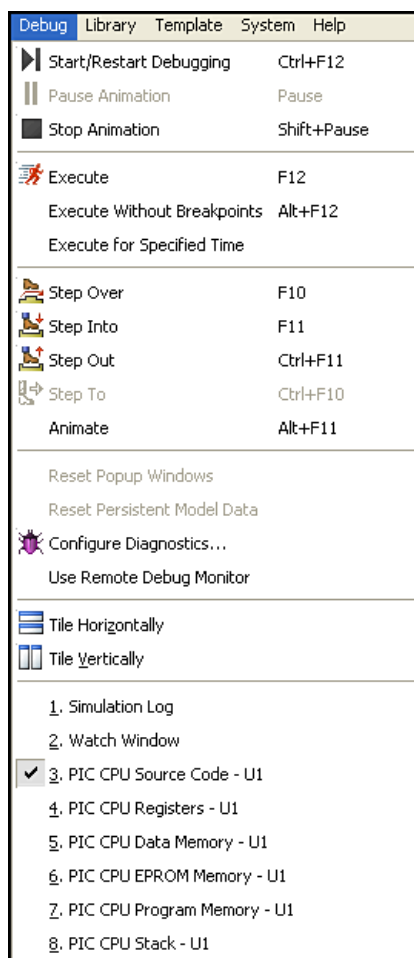 Debug Library Template System Help
Start/Restart Debugging Ctrl+F12
Pause Animation Pause
Stop Animation Shift+Pause
Execute F12
Execute Without Breakpoints Alt+F12
Execute for Specified Time
Step Over F10
Step Into F11
Step Out Ctrl+F11
Step To Ctrl+F10
Animate Alt+F11
Reset Popup Windows
Reset Persistent Model Data
Configure Diagnostics...
Use Remote Debug Monitor
Tile Horizontally
Tile Vertically
1. Simulation Log
2. Watch Window
3. PIC CPU Source Code - U1
4. PIC CPU Registers - U1
5. PIC CPU Data Memory - U1
6. PIC CPU EPROM Memory - U1
7. PIC CPU Program Memory - U1
8. PIC CPU Stack - U1